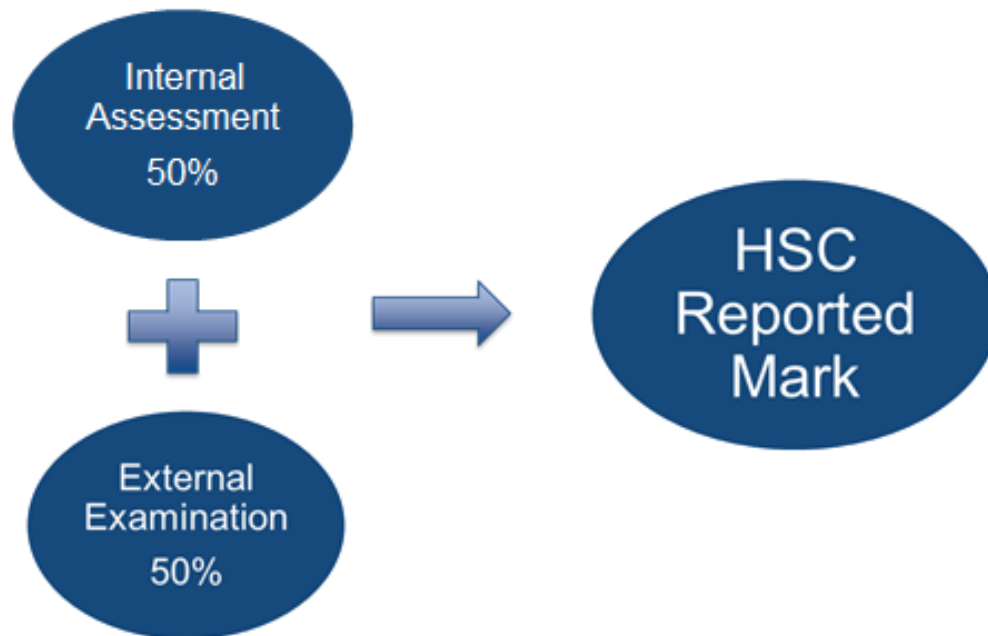 Internal
Assessment
50%
External
Examination
50%
HSC
Reported
Mark